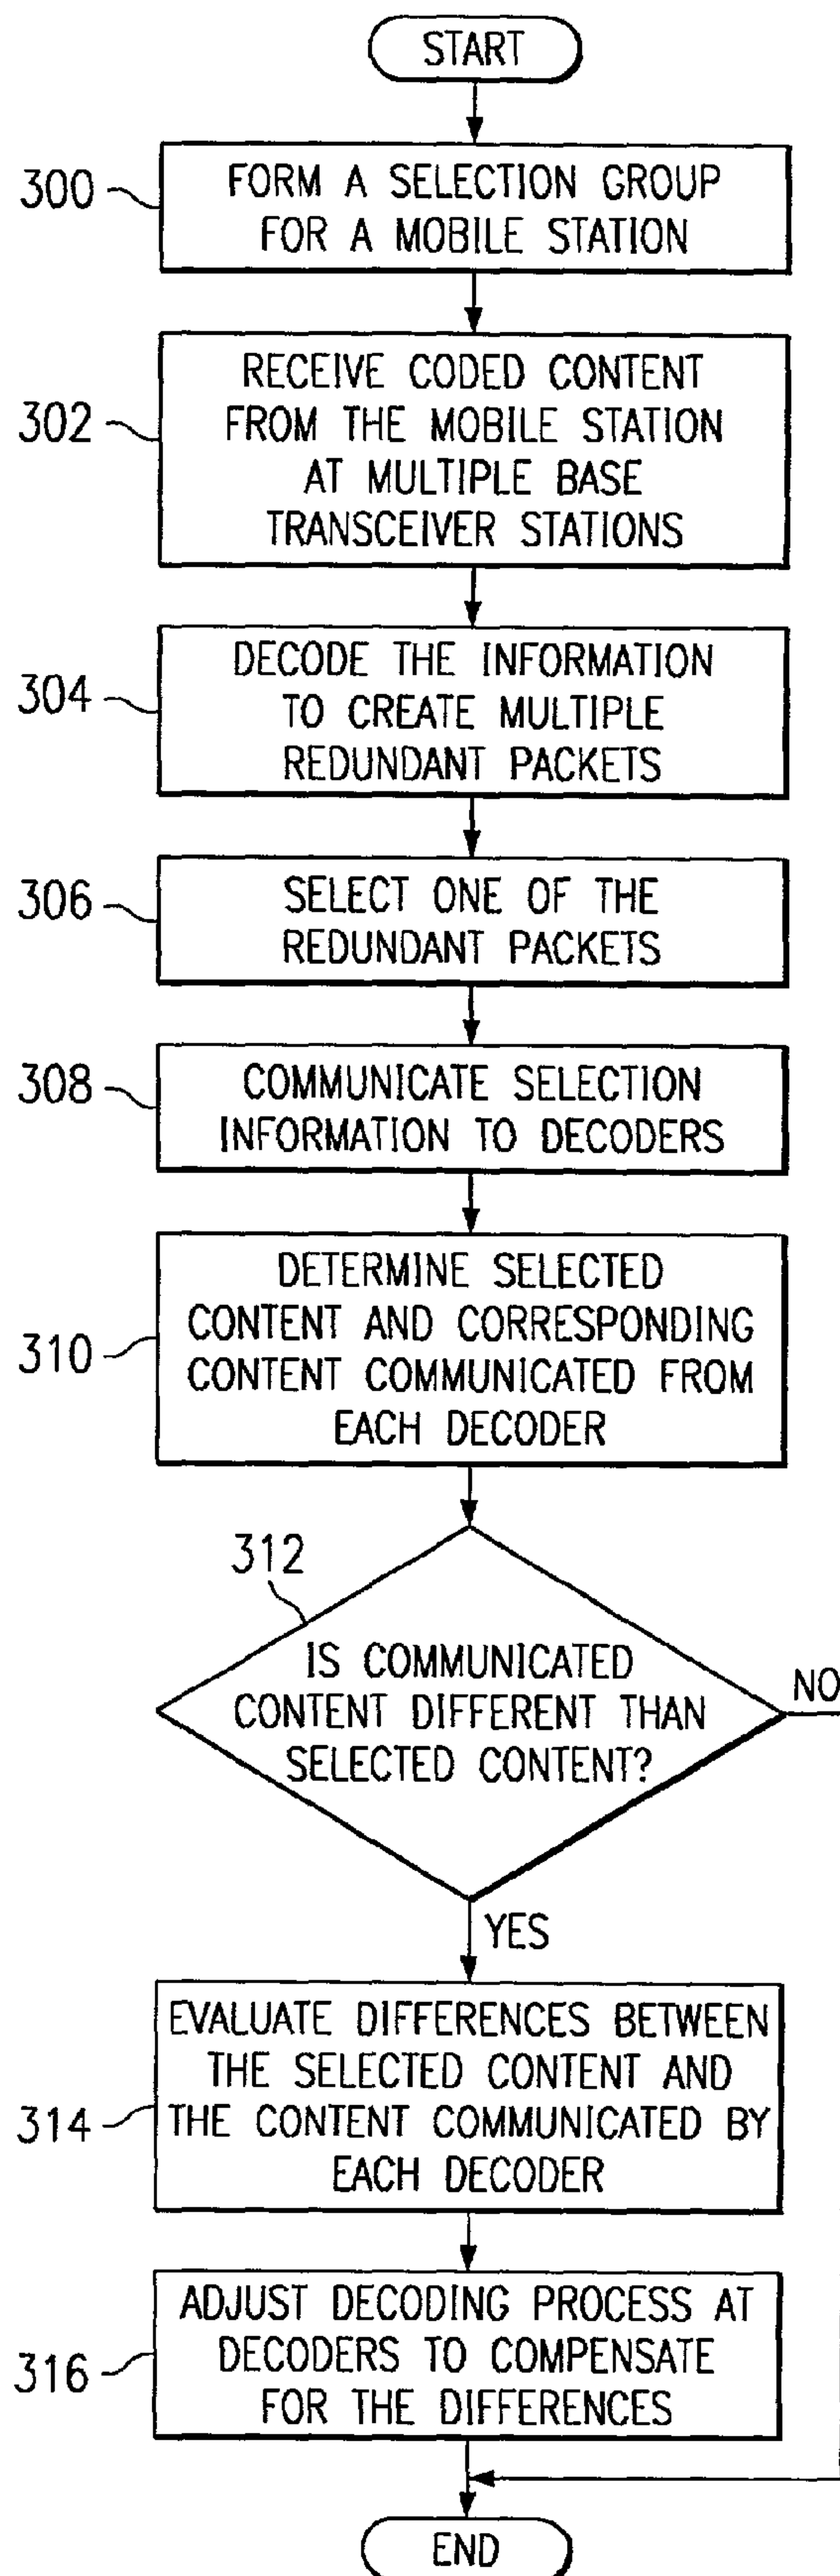 START
300
FORM A SELECTION GROUP
FOR A MOBILE STATION
302
RECEIVE CODED CONTENT
FROM THE MOBILE STATION
AT MULTIPLE BASE
TRANSCEIVER STATIONS
304
DECODE THE INFORMATION
TO CREATE MULTIPLE
REDUNDANT PACKETS
306
SELECT ONE OF THE
REDUNDANT PACKETS
308
COMMUNICATE SELECTION
INFORMATION TO DECODERS
310
DETERMINE SELECTED
CONTENT AND CORRESPONDING
CONTENT COMMUNICATED FROM
EACH DECODER
312
IS COMMUNICATED
CONTENT DIFFERENT THAN
SELECTED CONTENT?
NO
YES
314
EVALUATE DIFFERENCES BETWEEN
THE SELECTED CONTENT AND
THE CONTENT COMMUNICATED BY
EACH DECODER
316
ADJUST DECODING PROCESS AT
DECODERS TO COMPENSATE
FOR THE DIFFERENCES
END